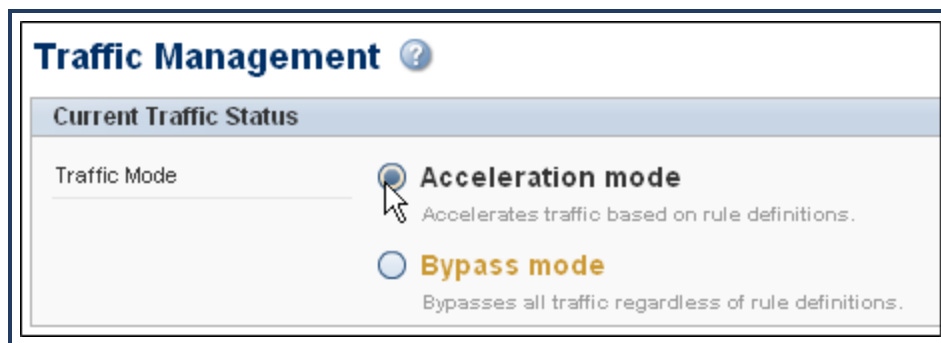 Traffic Management ?
Current Traffic Status
Traffic Mode
Acceleration mode
Accelerates traffic based on rule definitions.
Bypass mode
Bypasses all traffic regardless of rule definitions.